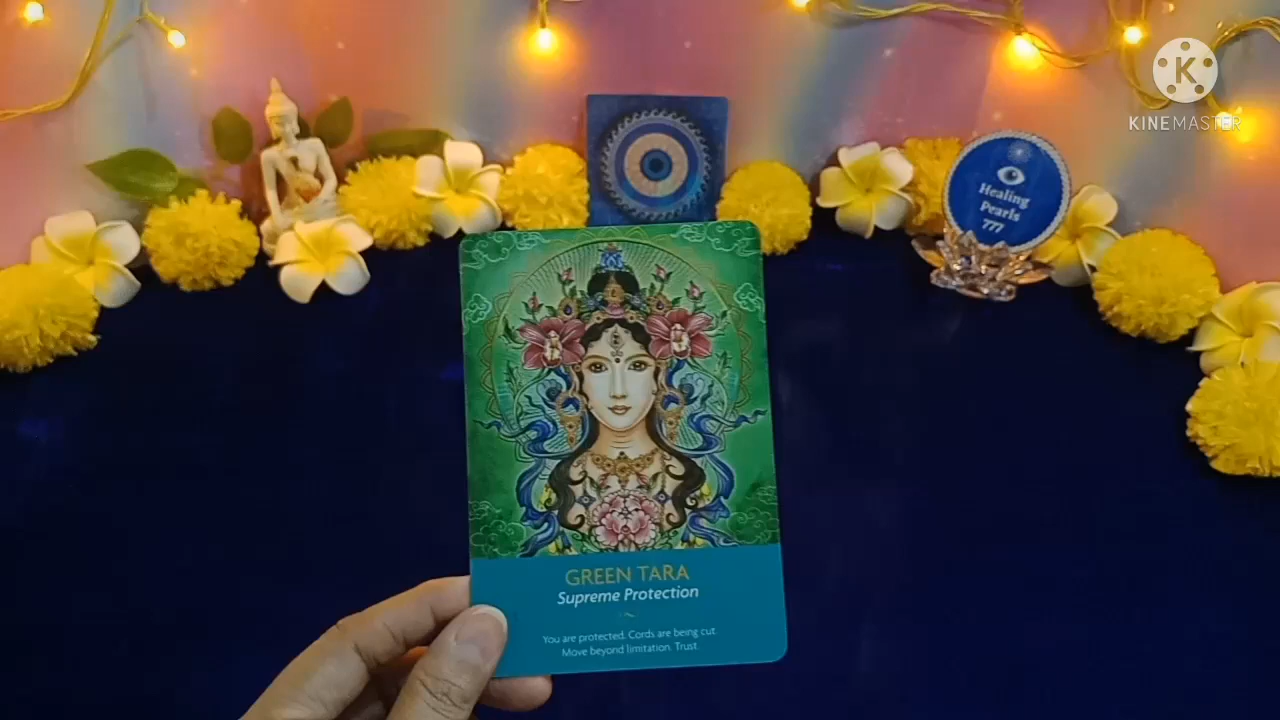 K
KINEMASTER
Healing
Pearls
777
GREEN TARA
Supreme Protection
You are protected. Cords are being cut.
Move beyond limitation. Trust.